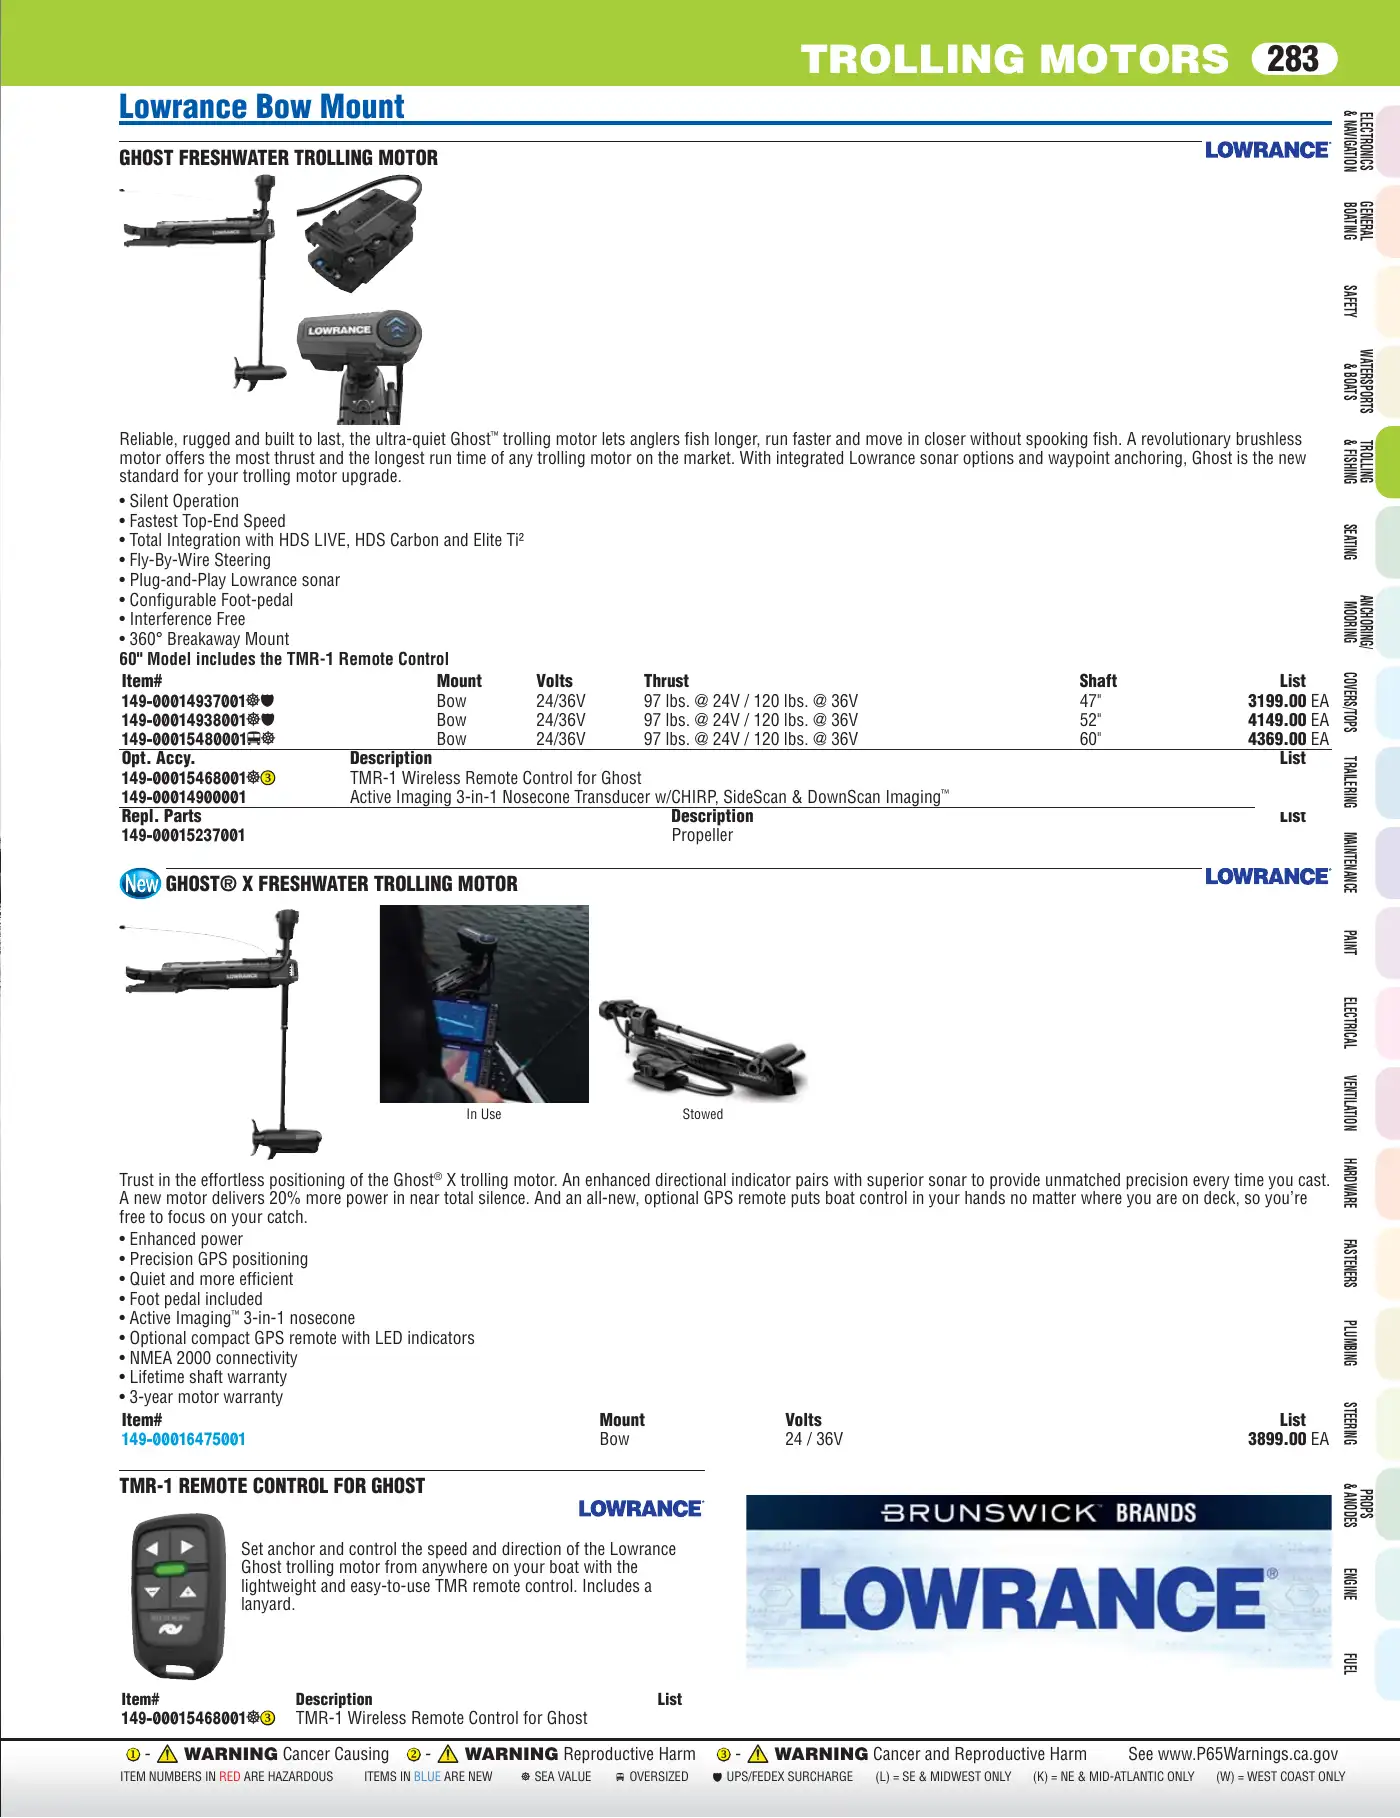 TROLLING MOTORS 283
Lowrance Bow Mount
GHOST FRESHWATER TROLLING MOTOR
LOWRANCE
LOWRANCE
LOWRANCE
Reliable, rugged and built to last, the ultra-quiet Ghost™ trolling motor lets anglers fish longer, run faster and move in closer without spooking fish. A revolutionary brushless
motor offers the most thrust and the longest run time of any trolling motor on the market. With integrated Lowrance sonar options and waypoint anchoring, Ghost is the new
standard for your trolling motor upgrade.
• Silent Operation
• Fastest Top-End Speed
• Total Integration with HDS LIVE, HDS Carbon and Elite Ti²
• Fly-By-Wire Steering
• Plug-and-Play Lowrance sonar
• Configurable Foot-pedal
• Interference Free
• 360° Breakaway Mount
60" Model includes the TMR-1 Remote Control
Item# Mount Volts Thrust Shaft List
149-00014937001 Bow 24/36V 97 lbs. @ 24V / 120 lbs. @ 36V 47" 3199.00 EA
149-00014938001 Bow 24/36V 97 lbs. @ 24V / 120 lbs. @ 36V 52" 4149.00 EA
149-00015480001 Bow 24/36V 97 lbs. @ 24V / 120 lbs. @ 36V 60" 4369.00 EA
Opt. Accy. Description List
149-00015468001 3 TMR-1 Wireless Remote Control for Ghost
149-00014900001 Active Imaging 3-in-1 Nosecone Transducer w/CHIRP, SideScan & DownScan Imaging™
Repl. Parts Description List
149-00015237001 Propeller
New GHOST® X FRESHWATER TROLLING MOTOR
LOWRANCE
LOWRANCE
LOWRANCE
In Use Stowed
Trust in the effortless positioning of the Ghost® X trolling motor. An enhanced directional indicator pairs with superior sonar to provide unmatched precision every time you cast.
A new motor delivers 20% more power in near total silence. And an all-new, optional GPS remote puts boat control in your hands no matter where you are on deck, so you’re
free to focus on your catch.
• Enhanced power
• Precision GPS positioning
• Quiet and more efficient
• Foot pedal included
• Active Imaging™ 3-in-1 nosecone
• Optional compact GPS remote with LED indicators
• NMEA 2000 connectivity
• Lifetime shaft warranty
• 3-year motor warranty
Item# Mount Volts List
149-00016475001 Bow 24 / 36V 3899.00 EA
TMR-1 REMOTE CONTROL FOR GHOST
LOWRANCE
Set anchor and control the speed and direction of the Lowrance
Ghost trolling motor from anywhere on your boat with the
lightweight and easy-to-use TMR remote control. Includes a
lanyard.
Item# Description List
149-00015468001 3 TMR-1 Wireless Remote Control for Ghost
BRUNSWICK™ BRANDS
LOWRANCE®
1 - WARNING Cancer Causing 2 - WARNING Reproductive Harm 3 - WARNING Cancer and Reproductive Harm See www.P65Warnings.ca.gov
ITEM NUMBERS IN RED ARE HAZARDOUS ITEMS IN BLUE ARE NEW SEA VALUE OVERSIZED UPS/FEDEX SURCHARGE (L) = SE & MIDWEST ONLY (K) = NE & MID-ATLANTIC ONLY (W) = WEST COAST ONLY
ELECTRONICS
& NAVIGATION
GENERAL
BOATING
SAFETY
WATERSPORTS
& BOATS
TROLLING
& FISHING
SEATING
ANCHORING/
MOORING
COVERS/TOPS
TRAILERING
MAINTENANCE
PAINT
ELECTRICAL
VENTILATION
HARDWARE
FASTENERS
PLUMBING
STEERING
PROPS
& ANODES
ENGINE
FUEL